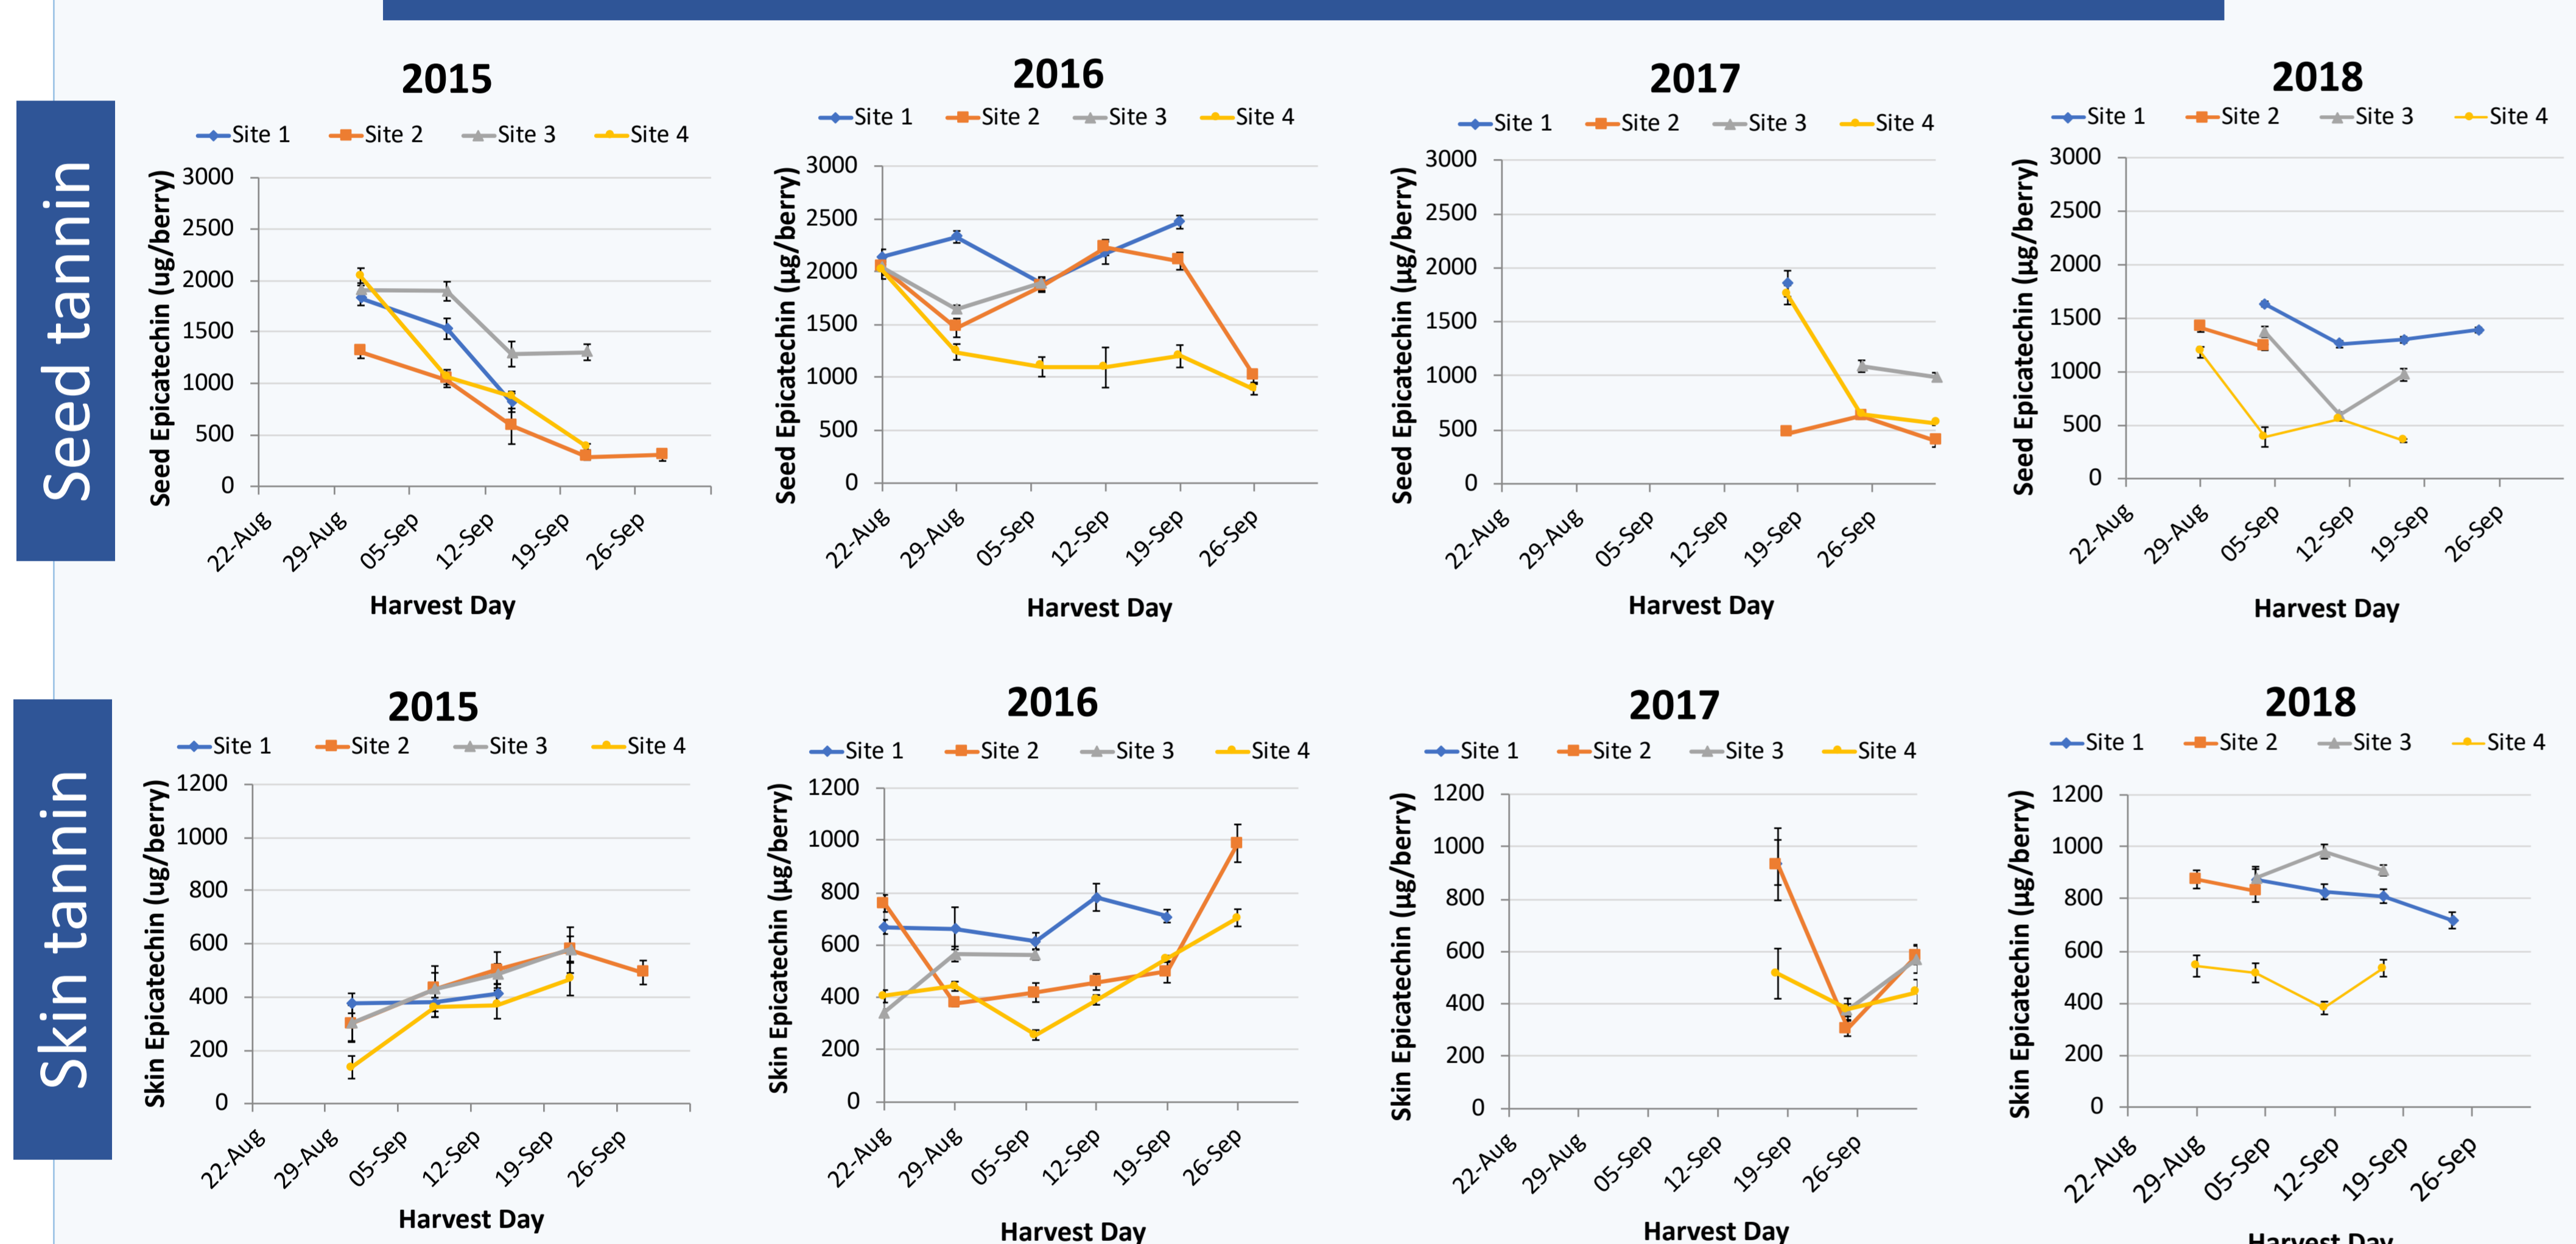 Seed tannin
2015
Site 1 Site 2 Site 3 Site 4
Seed Epicatechin (ug/berry)
3000
2500
2000
1500
1000
500
0
22-Aug 29-Aug 05-Sep 12-Sep 19-Sep 26-Sep
Harvest Day
2016
Site 1 Site 2 Site 3 Site 4
Seed Epicatechin (µg/berry)
3000
2500
2000
1500
1000
500
0
22-Aug 29-Aug 05-Sep 12-Sep 19-Sep 26-Sep
Harvest Day
2017
Site 1 Site 2 Site 3 Site 4
Seed Epicatechin (µg/berry)
3000
2500
2000
1500
1000
500
0
22-Aug 29-Aug 05-Sep 12-Sep 19-Sep 26-Sep
Harvest Day
2018
Site 1 Site 2 Site 3 Site 4
Seed Epicatechin (µg/berry)
3000
2500
2000
1500
1000
500
0
22-Aug 29-Aug 05-Sep 12-Sep 19-Sep 26-Sep
Harvest Day
Skin tannin
2015
Site 1 Site 2 Site 3 Site 4
Skin Epicatechin (ug/berry)
1200
1000
800
600
400
200
0
22-Aug 29-Aug 05-Sep 12-Sep 19-Sep 26-Sep
Harvest Day
2016
Site 1 Site 2 Site 3 Site 4
Skin Epicatechin (µg/berry)
1200
1000
800
600
400
200
0
22-Aug 29-Aug 05-Sep 12-Sep 19-Sep 26-Sep
Harvest Day
2017
Site 1 Site 2 Site 3 Site 4
Skin Epicatechin (µg/berry)
1200
1000
800
600
400
200
0
22-Aug 29-Aug 05-Sep 12-Sep 19-Sep 26-Sep
Harvest Day
2018
Site 1 Site 2 Site 3 Site 4
Skin Epicatechin (µg/berry)
1200
1000
800
600
400
200
0
22-Aug 29-Aug 05-Sep 12-Sep 19-Sep 26-Sep
Harvest Day